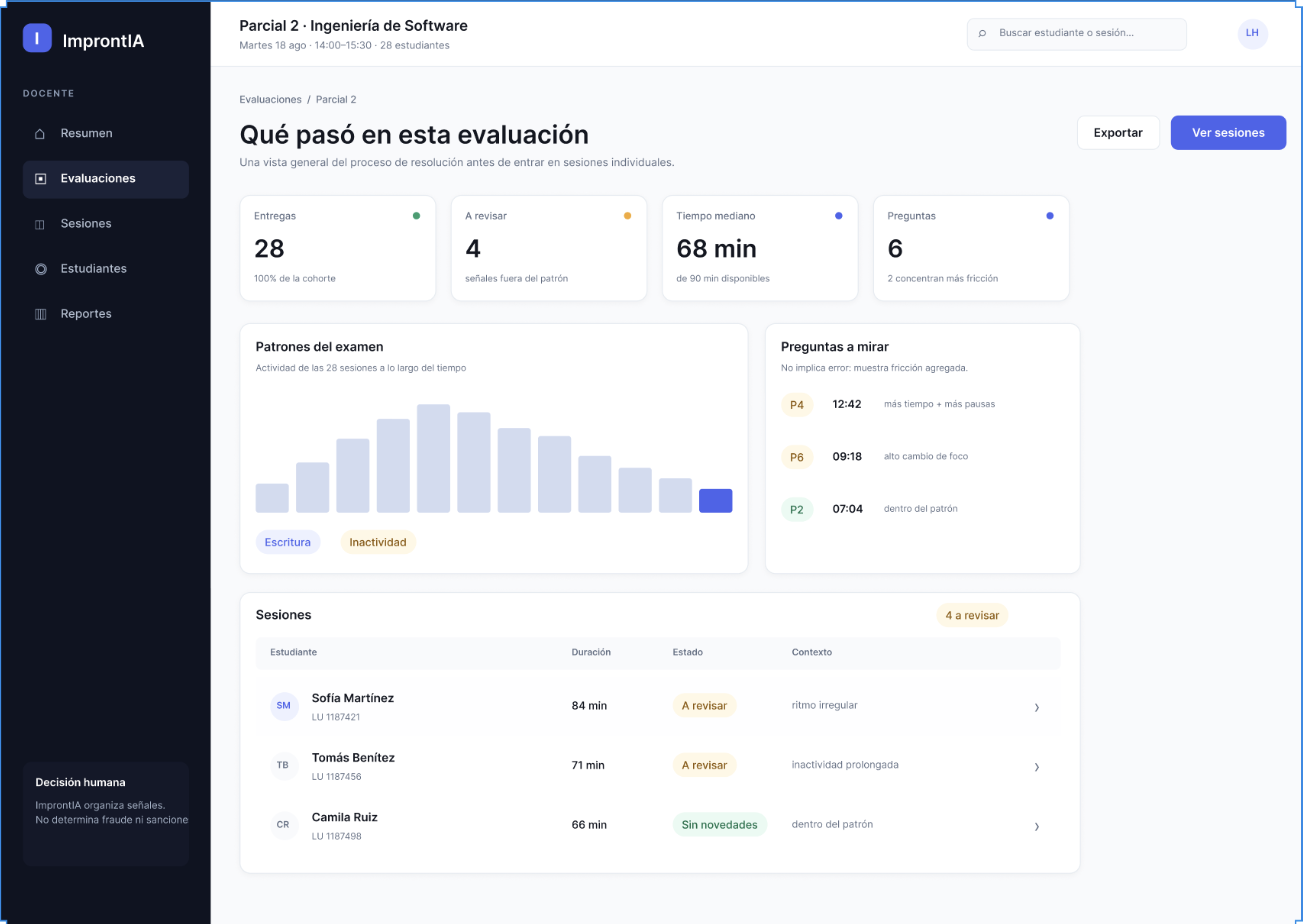 I ImprontIA
DOCENTE
Resumen
Evaluaciones
Sesiones
Estudiantes
Reportes
Decisión humana
ImprontIA organiza señales.
No determina fraude ni sancione
Parcial 2 · Ingeniería de Software
Martes 18 ago · 14:00–15:30 · 28 estudiantes
Buscar estudiante o sesión...
LH
Evaluaciones / Parcial 2
Qué pasó en esta evaluación
Una vista general del proceso de resolución antes de entrar en sesiones individuales.
Exportar
Ver sesiones
Entregas
28
100% de la cohorte
A revisar
4
señales fuera del patrón
Tiempo mediano
68 min
de 90 min disponibles
Preguntas
6
2 concentran más fricción
Patrones del examen
Actividad de las 28 sesiones a lo largo del tiempo
Escritura Inactividad
Preguntas a mirar
No implica error: muestra fricción agregada.
P4 12:42 más tiempo + más pausas
P6 09:18 alto cambio de foco
P2 07:04 dentro del patrón
Sesiones
4 a revisar
Estudiante Duración Estado Contexto
SM Sofía Martínez 84 min A revisar ritmo irregular
LU 1187421
TB Tomás Benítez 71 min A revisar inactividad prolongada
LU 1187456
CR Camila Ruiz 66 min Sin novedades dentro del patrón
LU 1187498